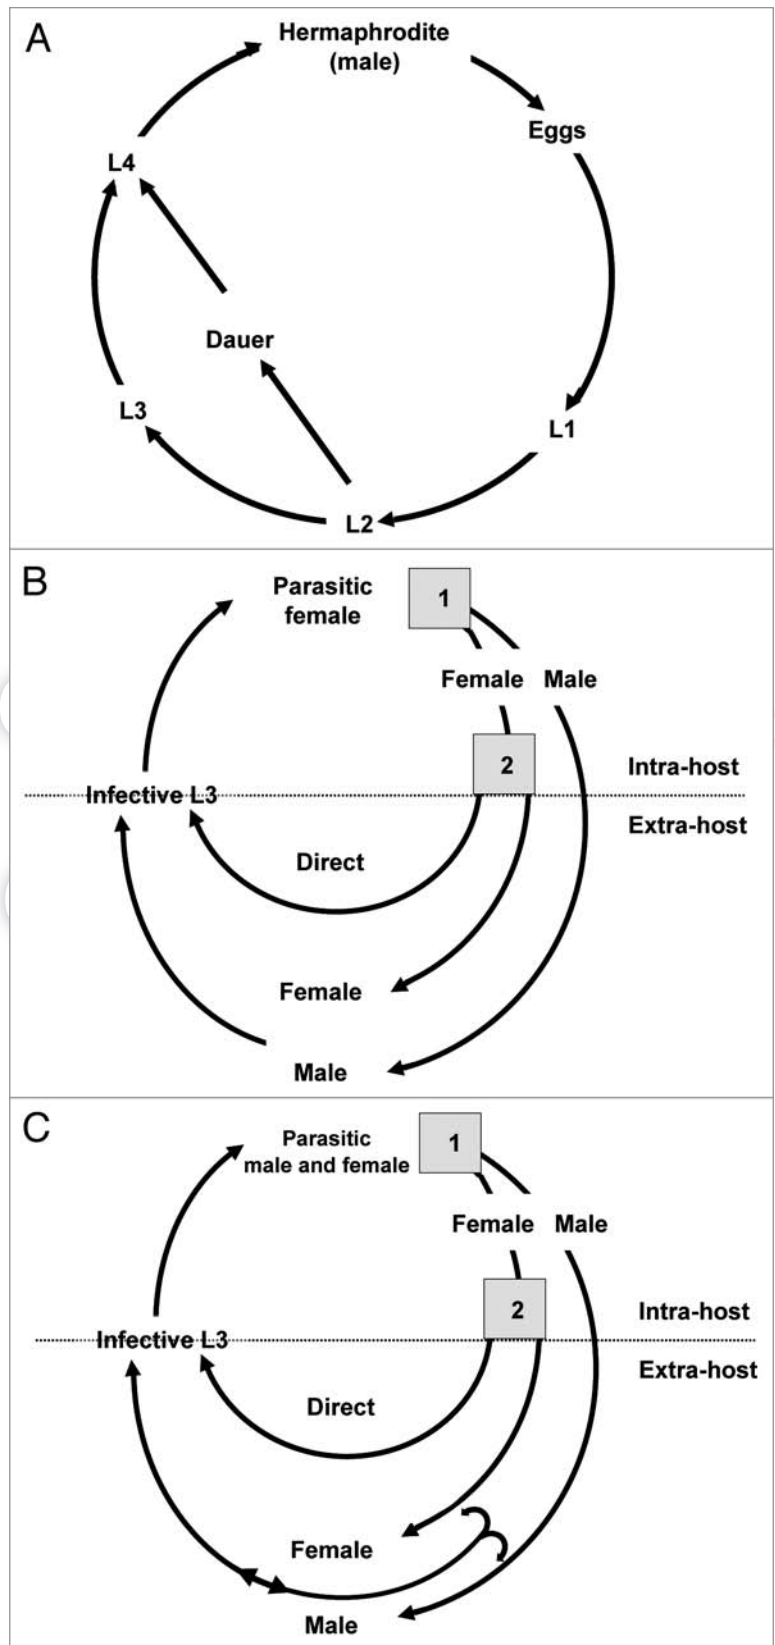 A
Hermaphrodite
(male)
Eggs
L4
Dauer
L3
L1
L2
B
Parasitic
female
1
Female Male
2
Intra-host
Infective L3
Extra-host
Direct
Female
Male
C
Parasitic
male and female
1
Female Male
2
Intra-host
Infective L3
Extra-host
Direct
Female
Male